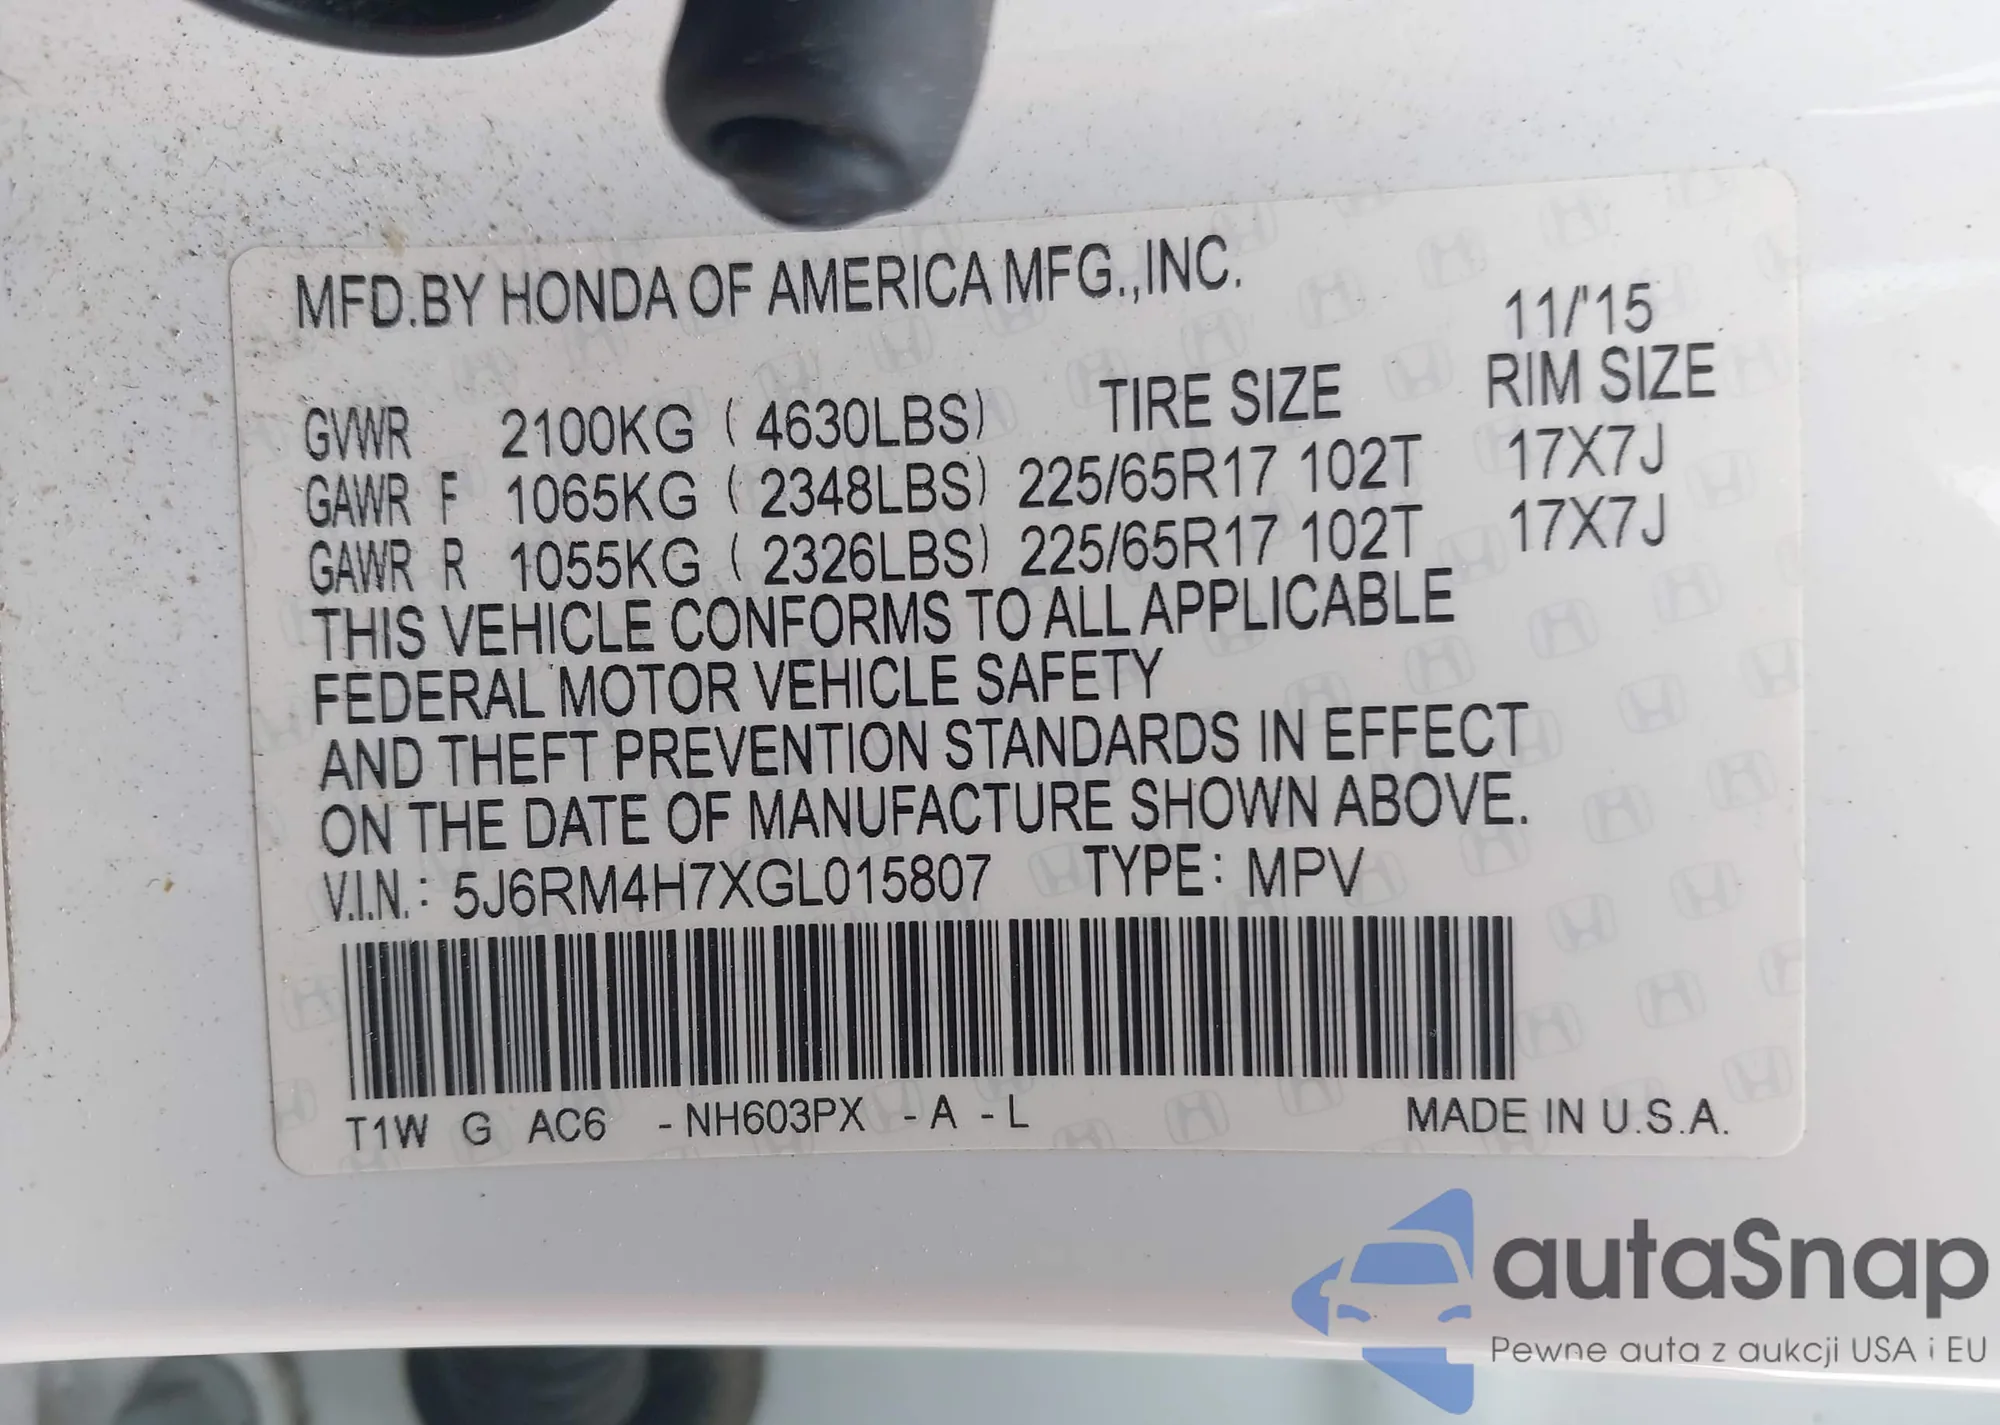 MFD.BY HONDA OF AMERICA MFG.,INC.
11/'15
GVWR 2100KG ( 4630LBS) TIRE SIZE RIM SIZE
GAWR F 1065KG ( 2348LBS) 225/65R17 102T 17X7J
GAWR R 1055KG ( 2326LBS) 225/65R17 102T 17X7J
THIS VEHICLE CONFORMS TO ALL APPLICABLE
FEDERAL MOTOR VEHICLE SAFETY
AND THEFT PREVENTION STANDARDS IN EFFECT
ON THE DATE OF MANUFACTURE SHOWN ABOVE.
V.I.N.: 5J6RM4H7XGL015807 TYPE: MPV
T1W G AC6 -NH603PX -A -L MADE IN U.S.A.
autaSnap
Pewne auta z aukcji USA i EU